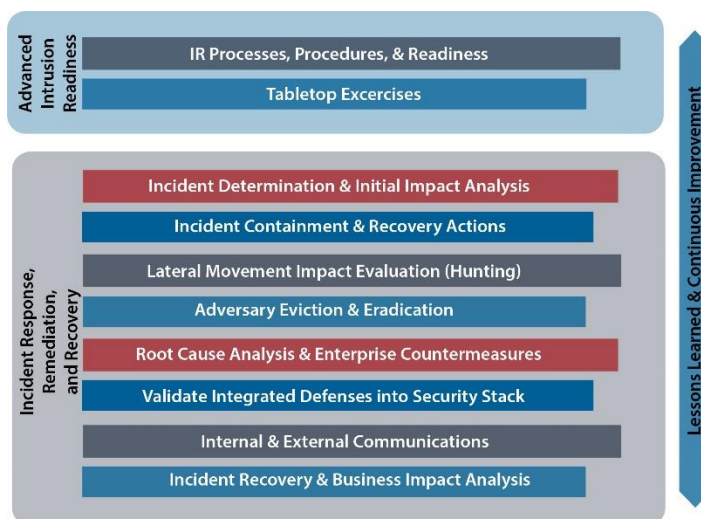 Advanced
Intrusion
Readiness
IR Processes, Procedures, & Readiness
Tabletop Excercises
Incident Response,
Remediation,
and Recovery
Incident Determination & Initial Impact Analysis
Incident Containment & Recovery Actions
Lateral Movement Impact Evaluation (Hunting)
Adversary Eviction & Eradication
Root Cause Analysis & Enterprise Countermeasures
Validate Integrated Defenses into Security Stack
Internal & External Communications
Incident Recovery & Business Impact Analysis
Lessons Learned & Continuous Improvement